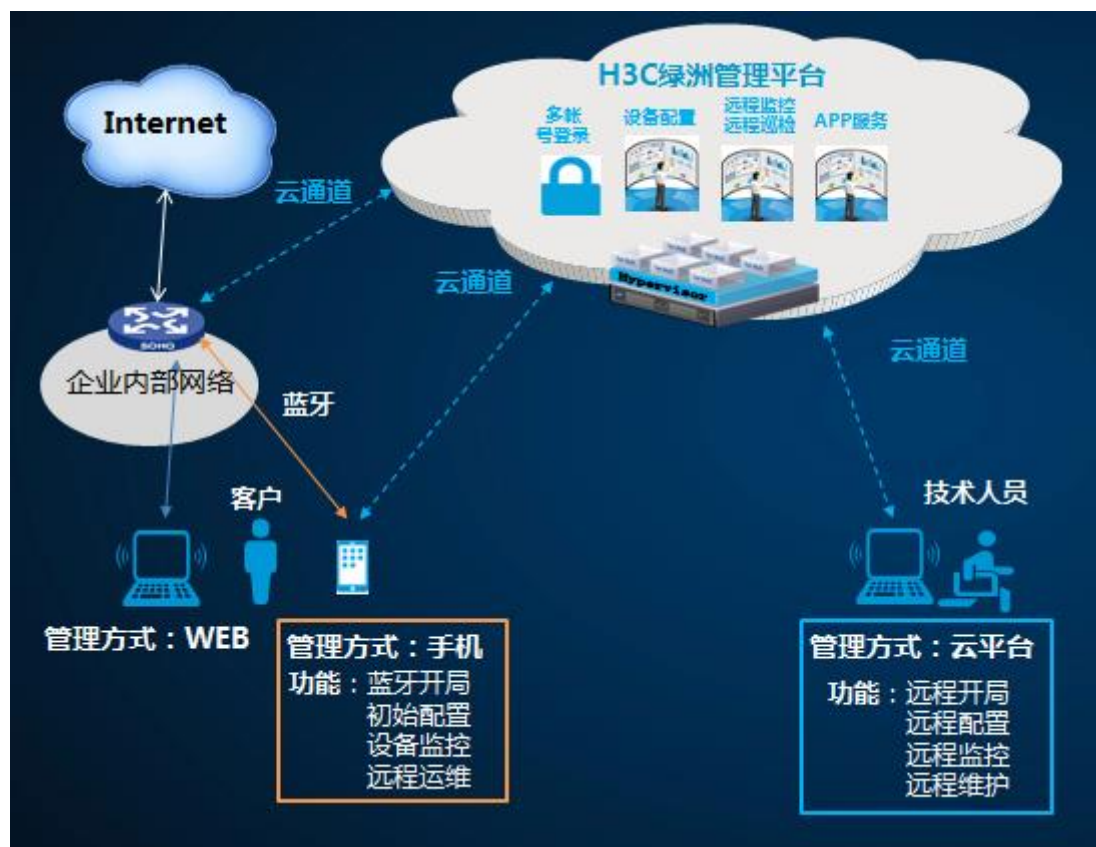 H3C绿洲管理平台
Internet
多帐
号登录
设备配置
远程监控
远程巡检
APP服务
云通道
云通道
Hypervisor
云通道
SOHO
企业内部网络
蓝牙
客户
技术人员
管理方式：WEB
管理方式：手机
功能：蓝牙开局
初始配置
设备监控
远程运维
管理方式：云平台
功能：远程开局
远程配置
远程监控
远程维护